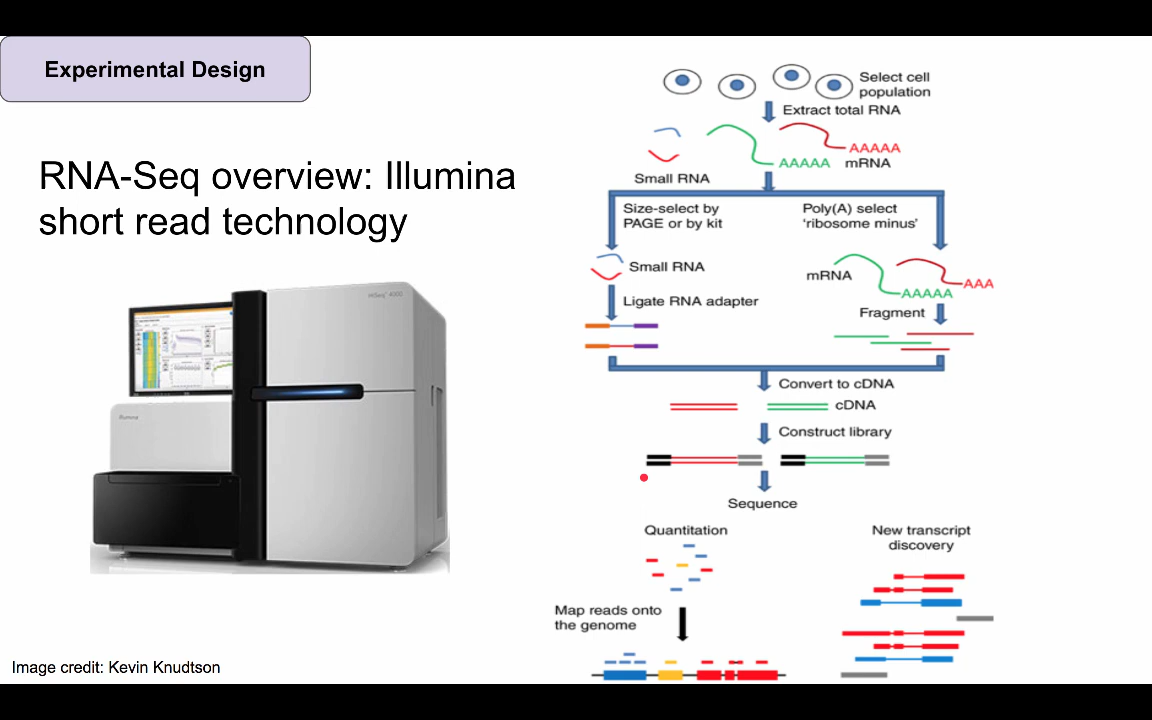 Experimental Design
RNA-Seq overview: Illumina
short read technology
HiSeq 4000
illumina
Image credit: Kevin Knudtson
Select cell
population
Extract total RNA
AAAAA
AAAAA
mRNA
Small RNA
Size-select by
PAGE or by kit
Poly(A) select
‘ribosome minus’
Small RNA
mRNA
AAA
AAAAA
Ligate RNA adapter
Fragment
Convert to cDNA
cDNA
Construct library
Sequence
Quantitation
New transcript
discovery
Map reads onto
the genome